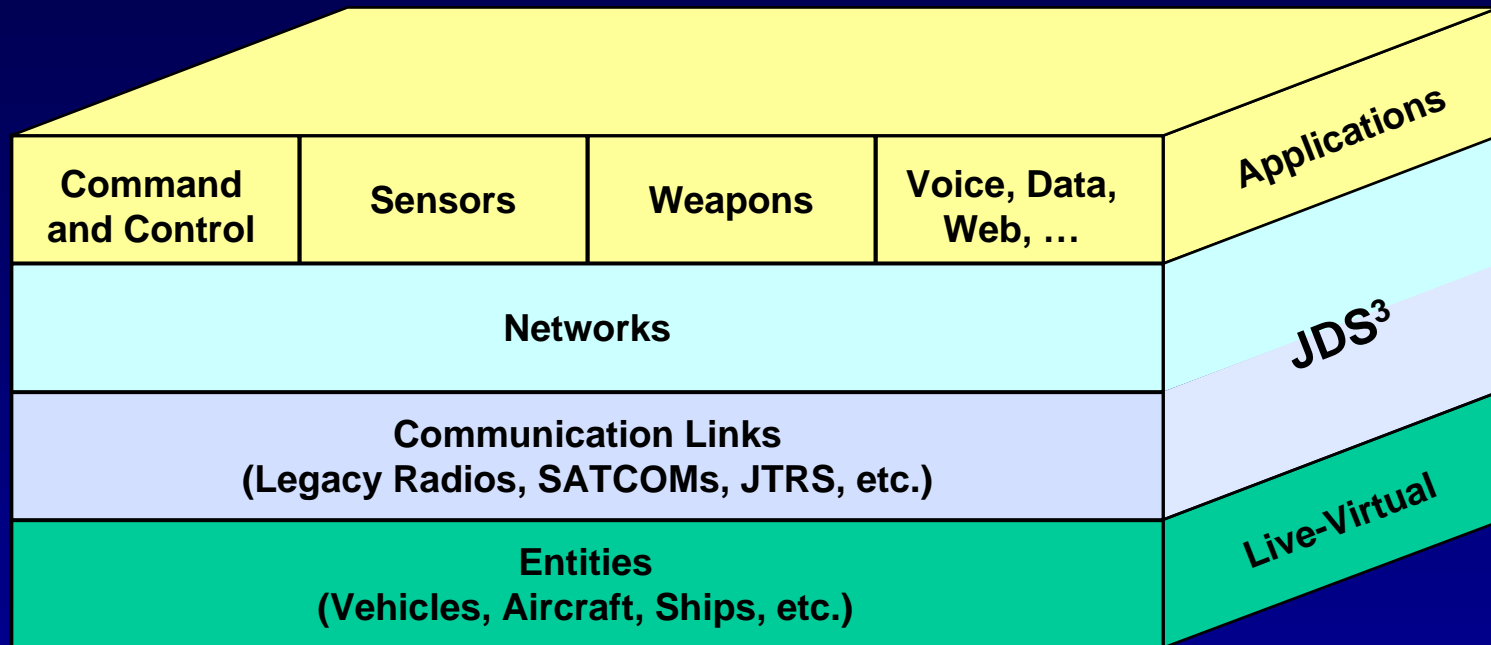 Command
and Control
Sensors
Weapons
Voice, Data,
Web, …
Applications
Networks
JDS³
Communication Links
(Legacy Radios, SATCOMs, JTRS, etc.)
Live-Virtual
Entities
(Vehicles, Aircraft, Ships, etc.)